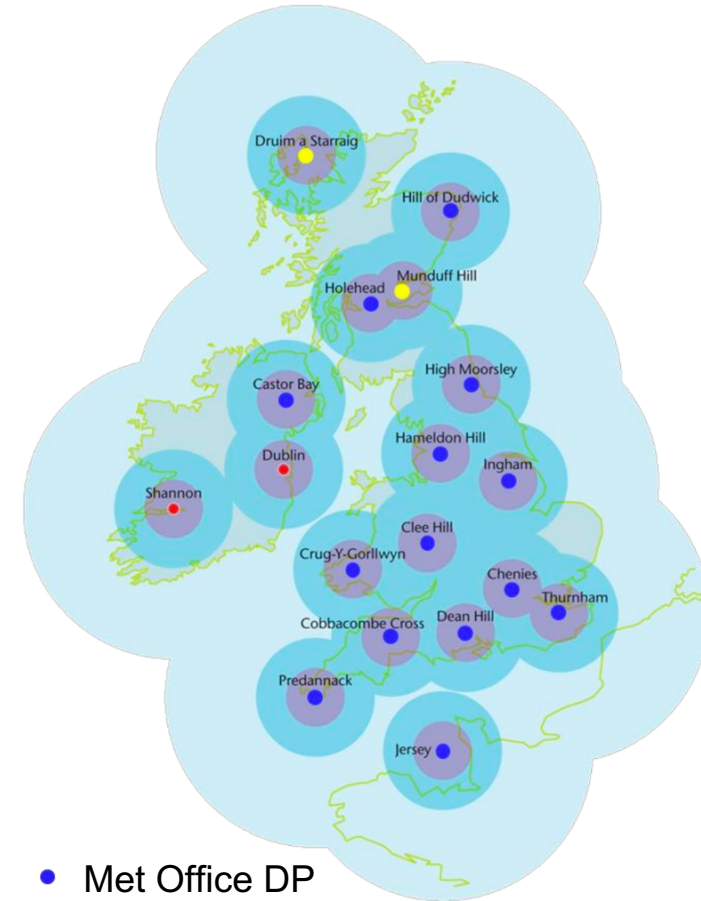 Druim a Starraig
Hill of Dudwick
Munduff Hill
Holehead
High Moorsley
Castor Bay
Hameldon Hill
Dublin
Ingham
Shannon
Clee Hill
Crug-Y-Gorllwyn
Chenies
Thurnham
Cobbacombe Cross
Dean Hill
Predannack
Jersey
Met Office DP